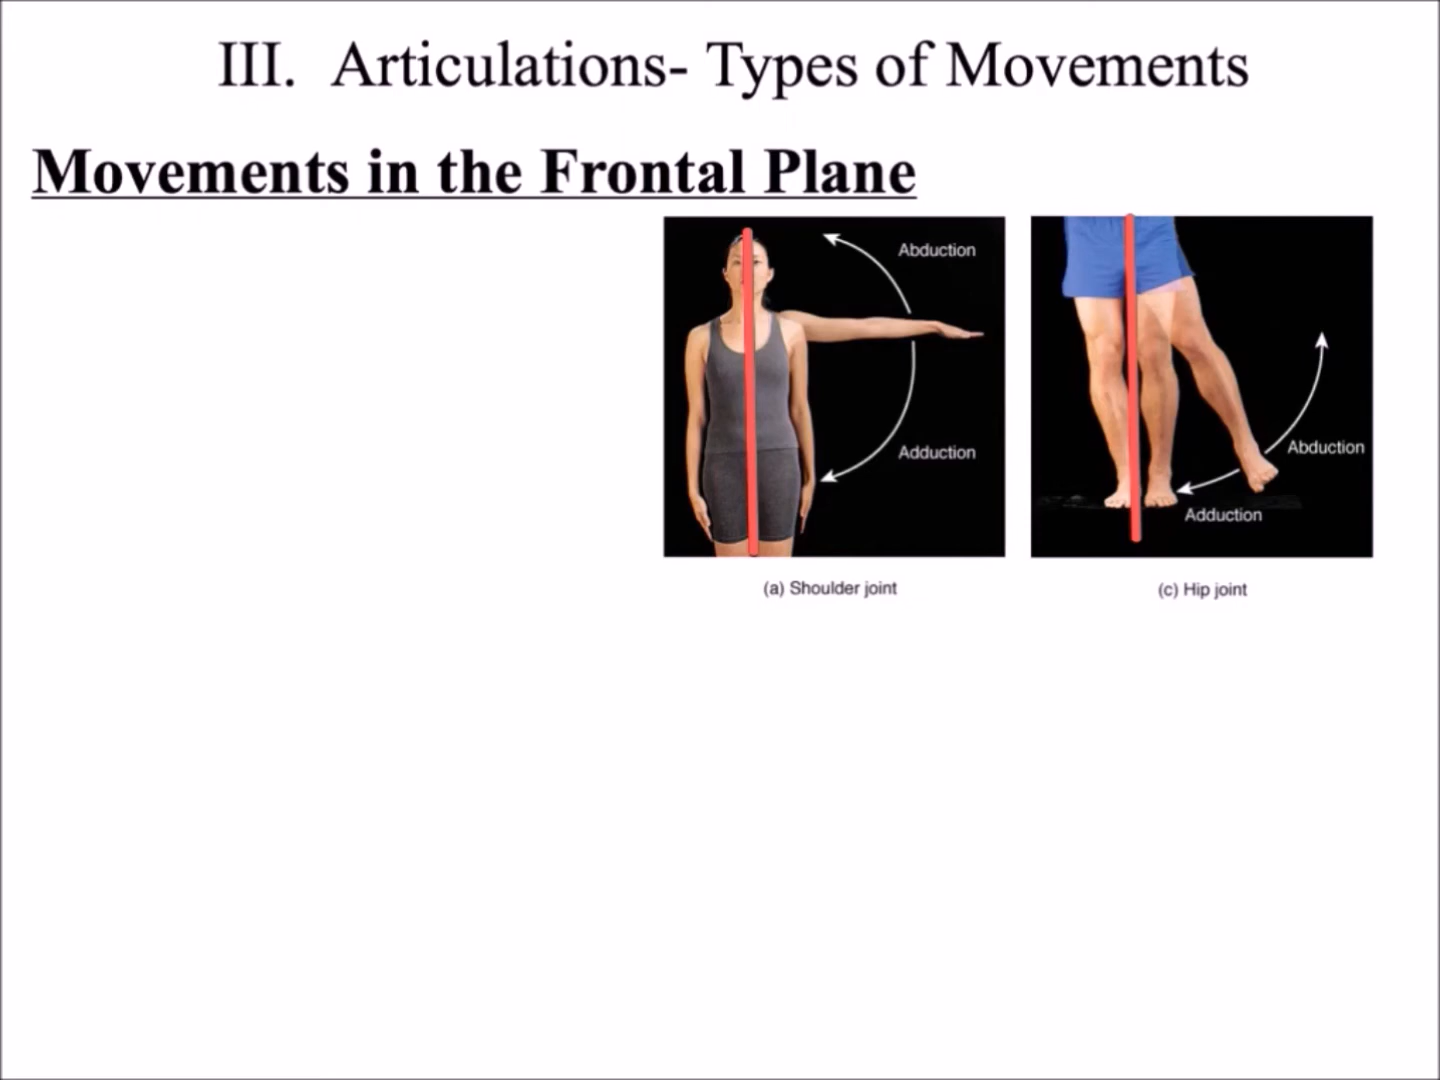 III. Articulations- Types of Movements
Movements in the Frontal Plane
Abduction
Adduction
(a) Shoulder joint
Abduction
Adduction
(c) Hip joint